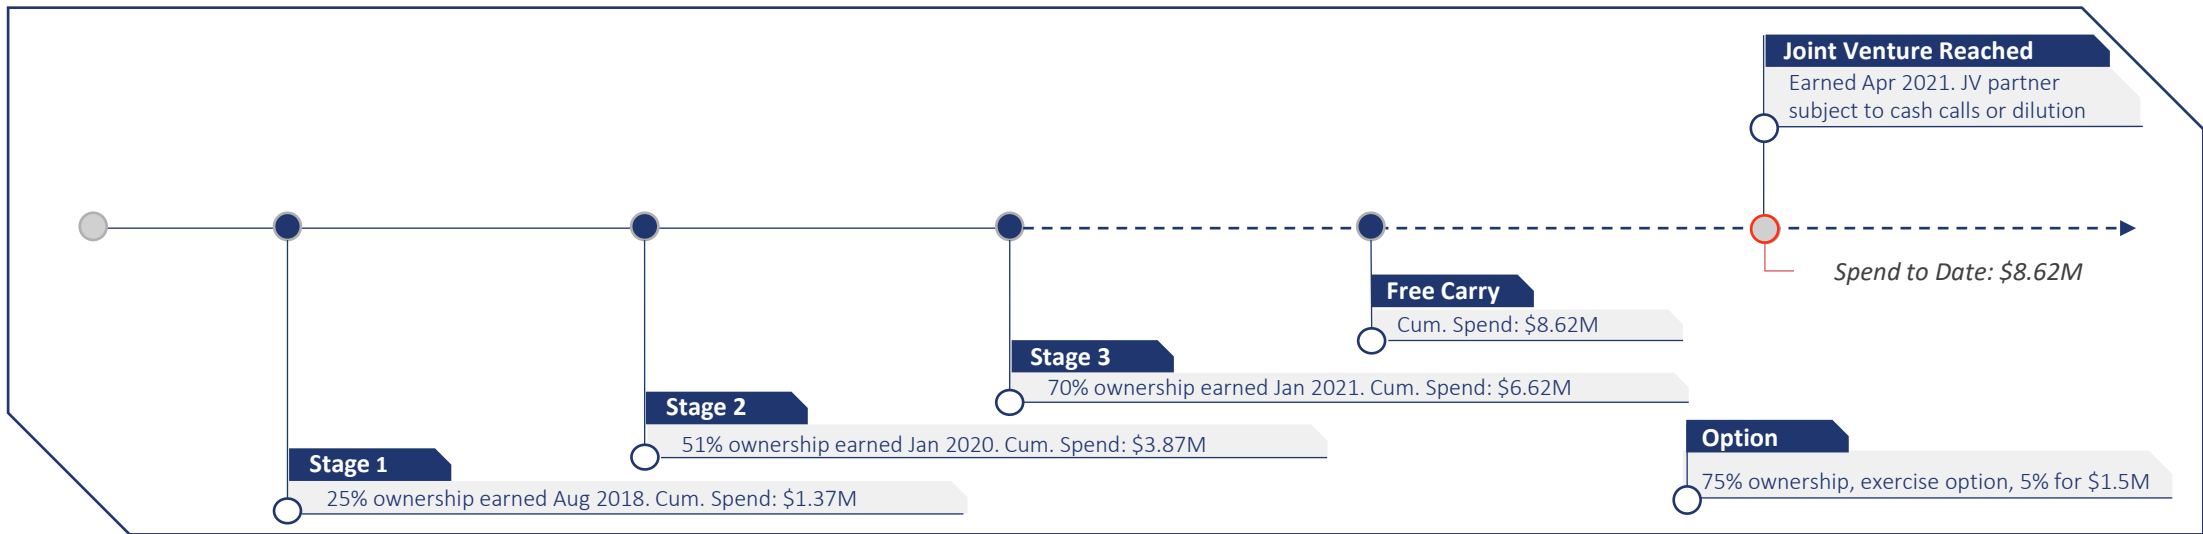 Joint Venture Reached
Earned Apr 2021. JV partner
subject to cash calls or dilution
Spend to Date: $8.62M
Free Carry
Cum. Spend: $8.62M
Stage 3
70% ownership earned Jan 2021. Cum. Spend: $6.62M
Stage 2
51% ownership earned Jan 2020. Cum. Spend: $3.87M
Option
75% ownership, exercise option, 5% for $1.5M
Stage 1
25% ownership earned Aug 2018. Cum. Spend: $1.37M